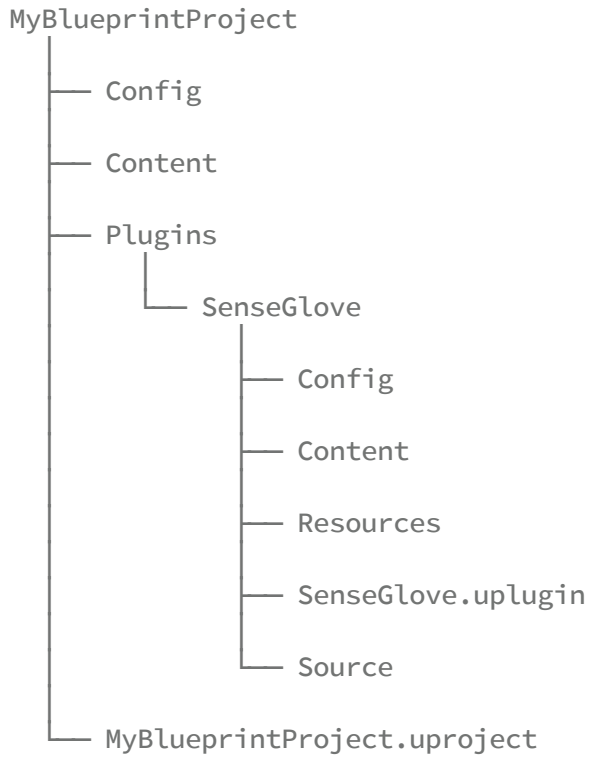 MyBlueprintProject
Config
Content
Plugins
SenseGlove
Config
Content
Resources
SenseGlove.uplugin
Source
MyBlueprintProject.uproject